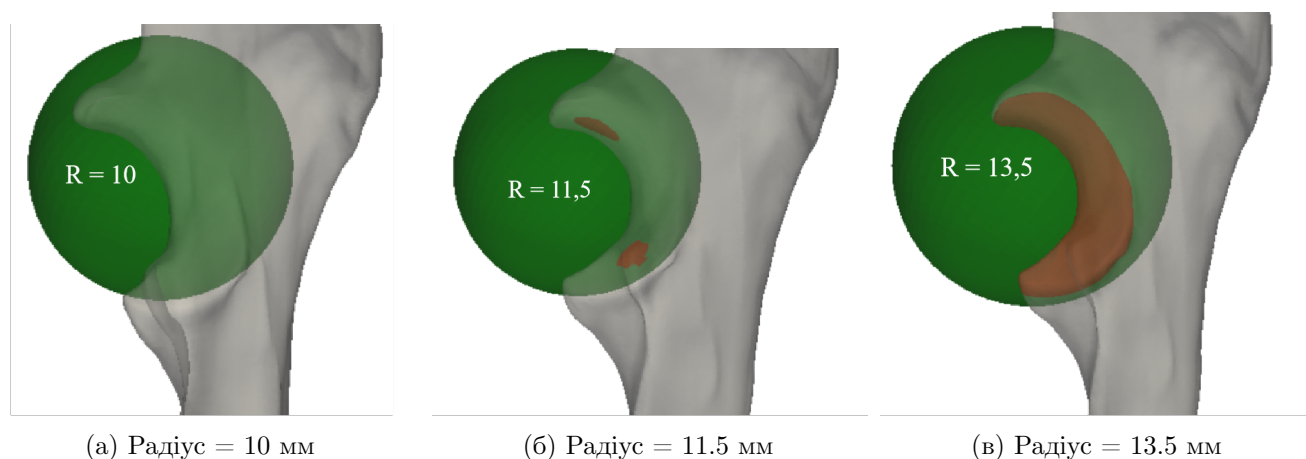 R = 10
R = 11,5
R = 13,5
(а) Радіус = 10 мм
(б) Радіус = 11.5 мм
(в) Радіус = 13.5 мм